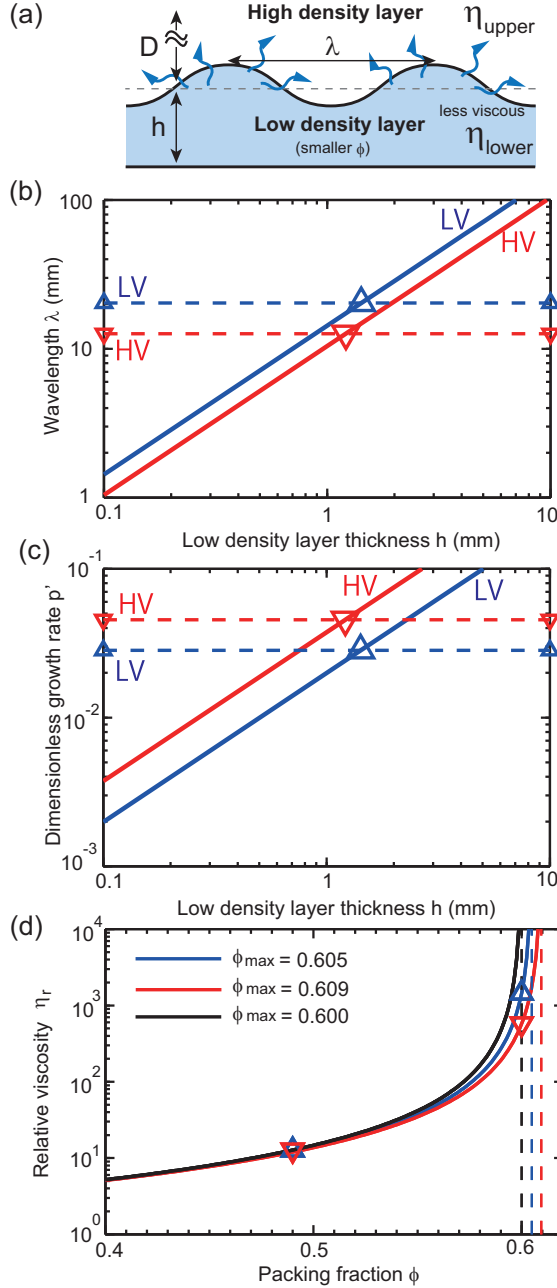 (a)
High density layer
η upper
D
λ
less viscous
h
Low density layer
(smaller ϕ)
η lower
(b)
100
Wavelength λ (mm)
LV
HV
LV
10
HV
1
0.1
1
10
Low density layer thickness h (mm)
(c)
10⁻¹
Dimensionless growth rate p'
HV
HV
LV
LV
10⁻²
10⁻³
0.1
1
10
Low density layer thickness h (mm)
(d)
10⁴
Relative viscosity ηr
ϕmax = 0.605
10³
ϕmax = 0.609
ϕmax = 0.600
10²
10¹
10⁰
0.4
0.5
0.6
Packing fraction ϕ